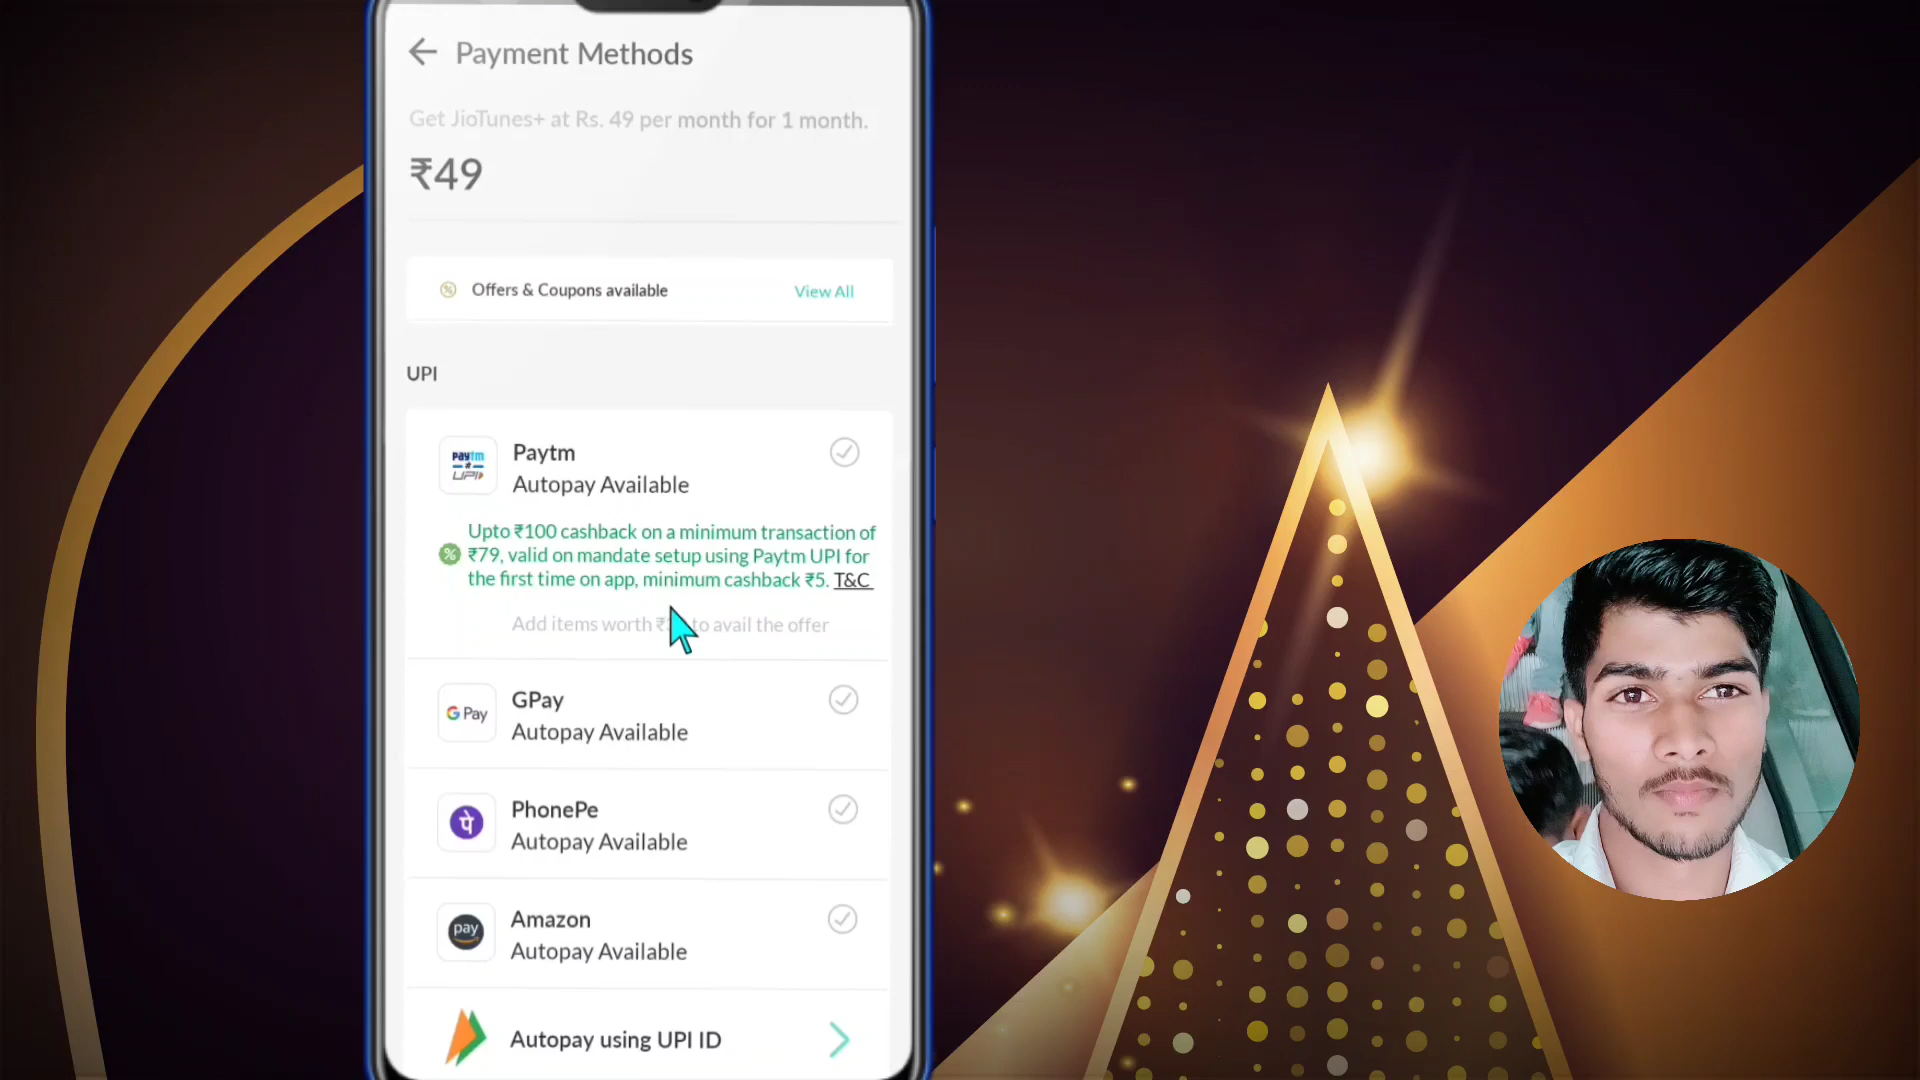 Payment Methods
Get JioTunes+ at Rs. 49 per month for 1 month.
₹49
Offers & Coupons available
View All
UPI
paytm
UPI
Paytm
Autopay Available
Upto ₹100 cashback on a minimum transaction of
₹79, valid on mandate setup using Paytm UPI for
the first time on app, minimum cashback ₹5. T&C
Add items worth to avail the offer
G Pay
GPay
Autopay Available
पे
PhonePe
Autopay Available
pay
Amazon
Autopay Available
Autopay using UPI ID